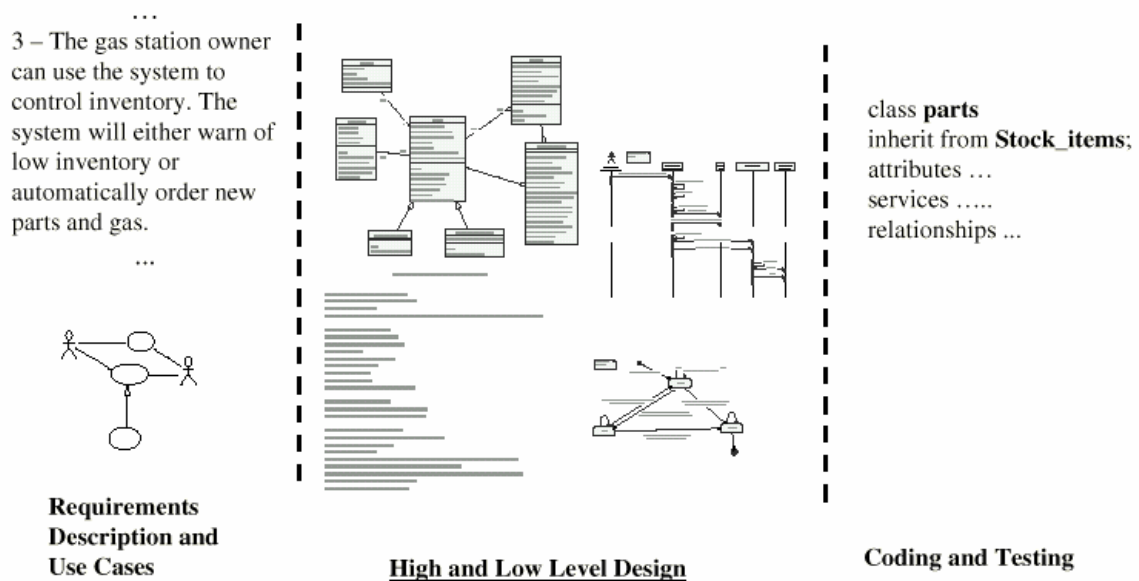 ...
3 – The gas station owner
can use the system to
control inventory. The
system will either warn of
low inventory or
automatically order new
parts and gas.
...
Requirements
Description and
Use Cases
High and Low Level Design
class parts
inherit from Stock_items;
attributes …
services …..
relationships ...
Coding and Testing